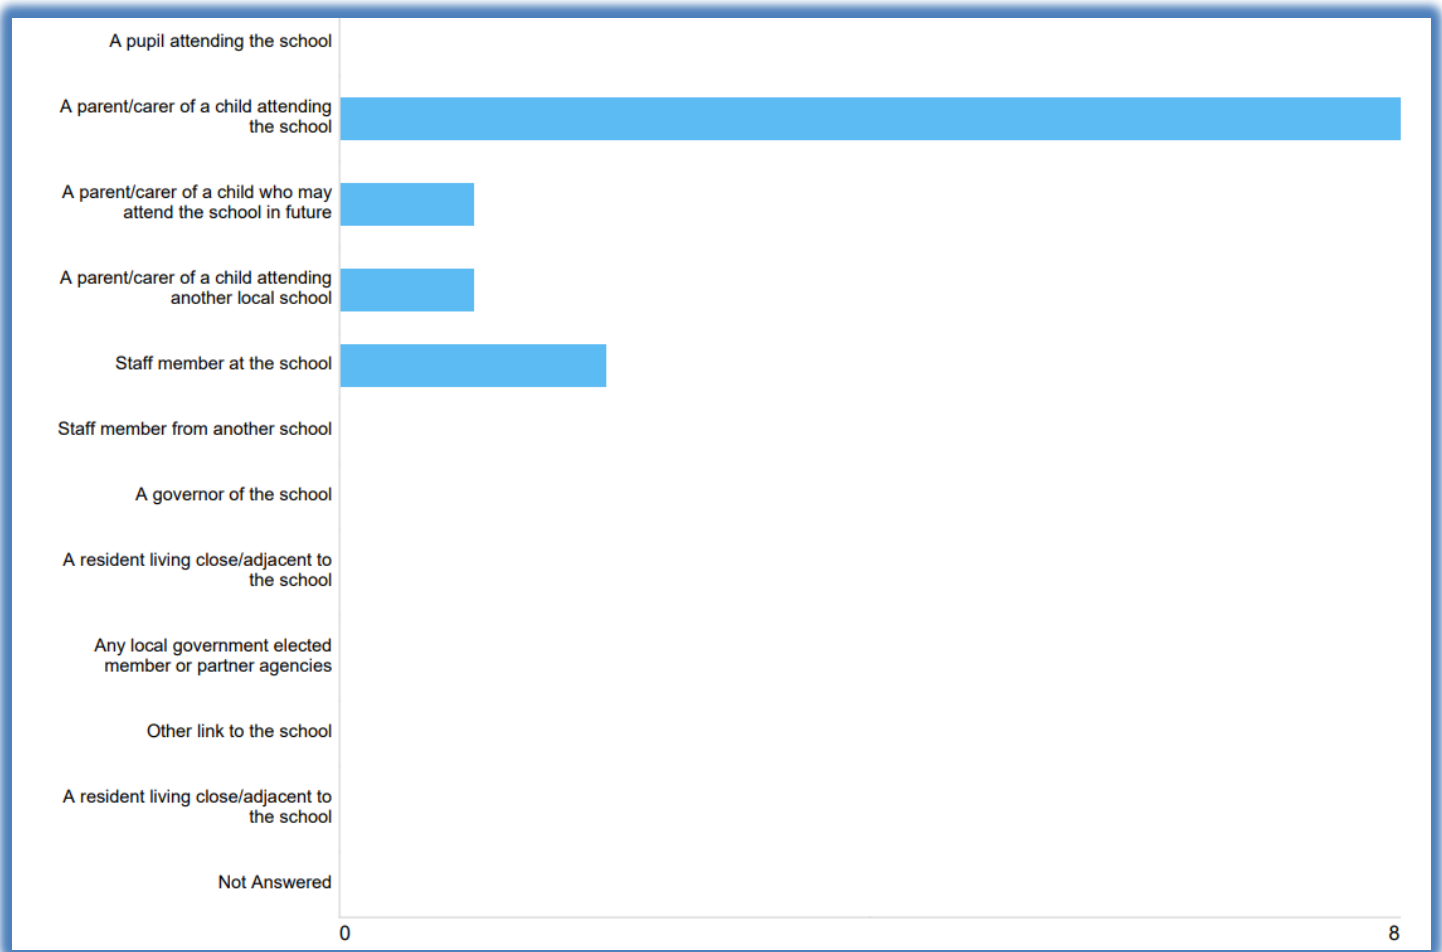 A pupil attending the school
A parent/carer of a child attending
the school
A parent/carer of a child who may
attend the school in future
A parent/carer of a child attending
another local school
Staff member at the school
Staff member from another school
A governor of the school
A resident living close/adjacent to
the school
Any local government elected
member or partner agencies
Other link to the school
A resident living close/adjacent to
the school
Not Answered
0 8